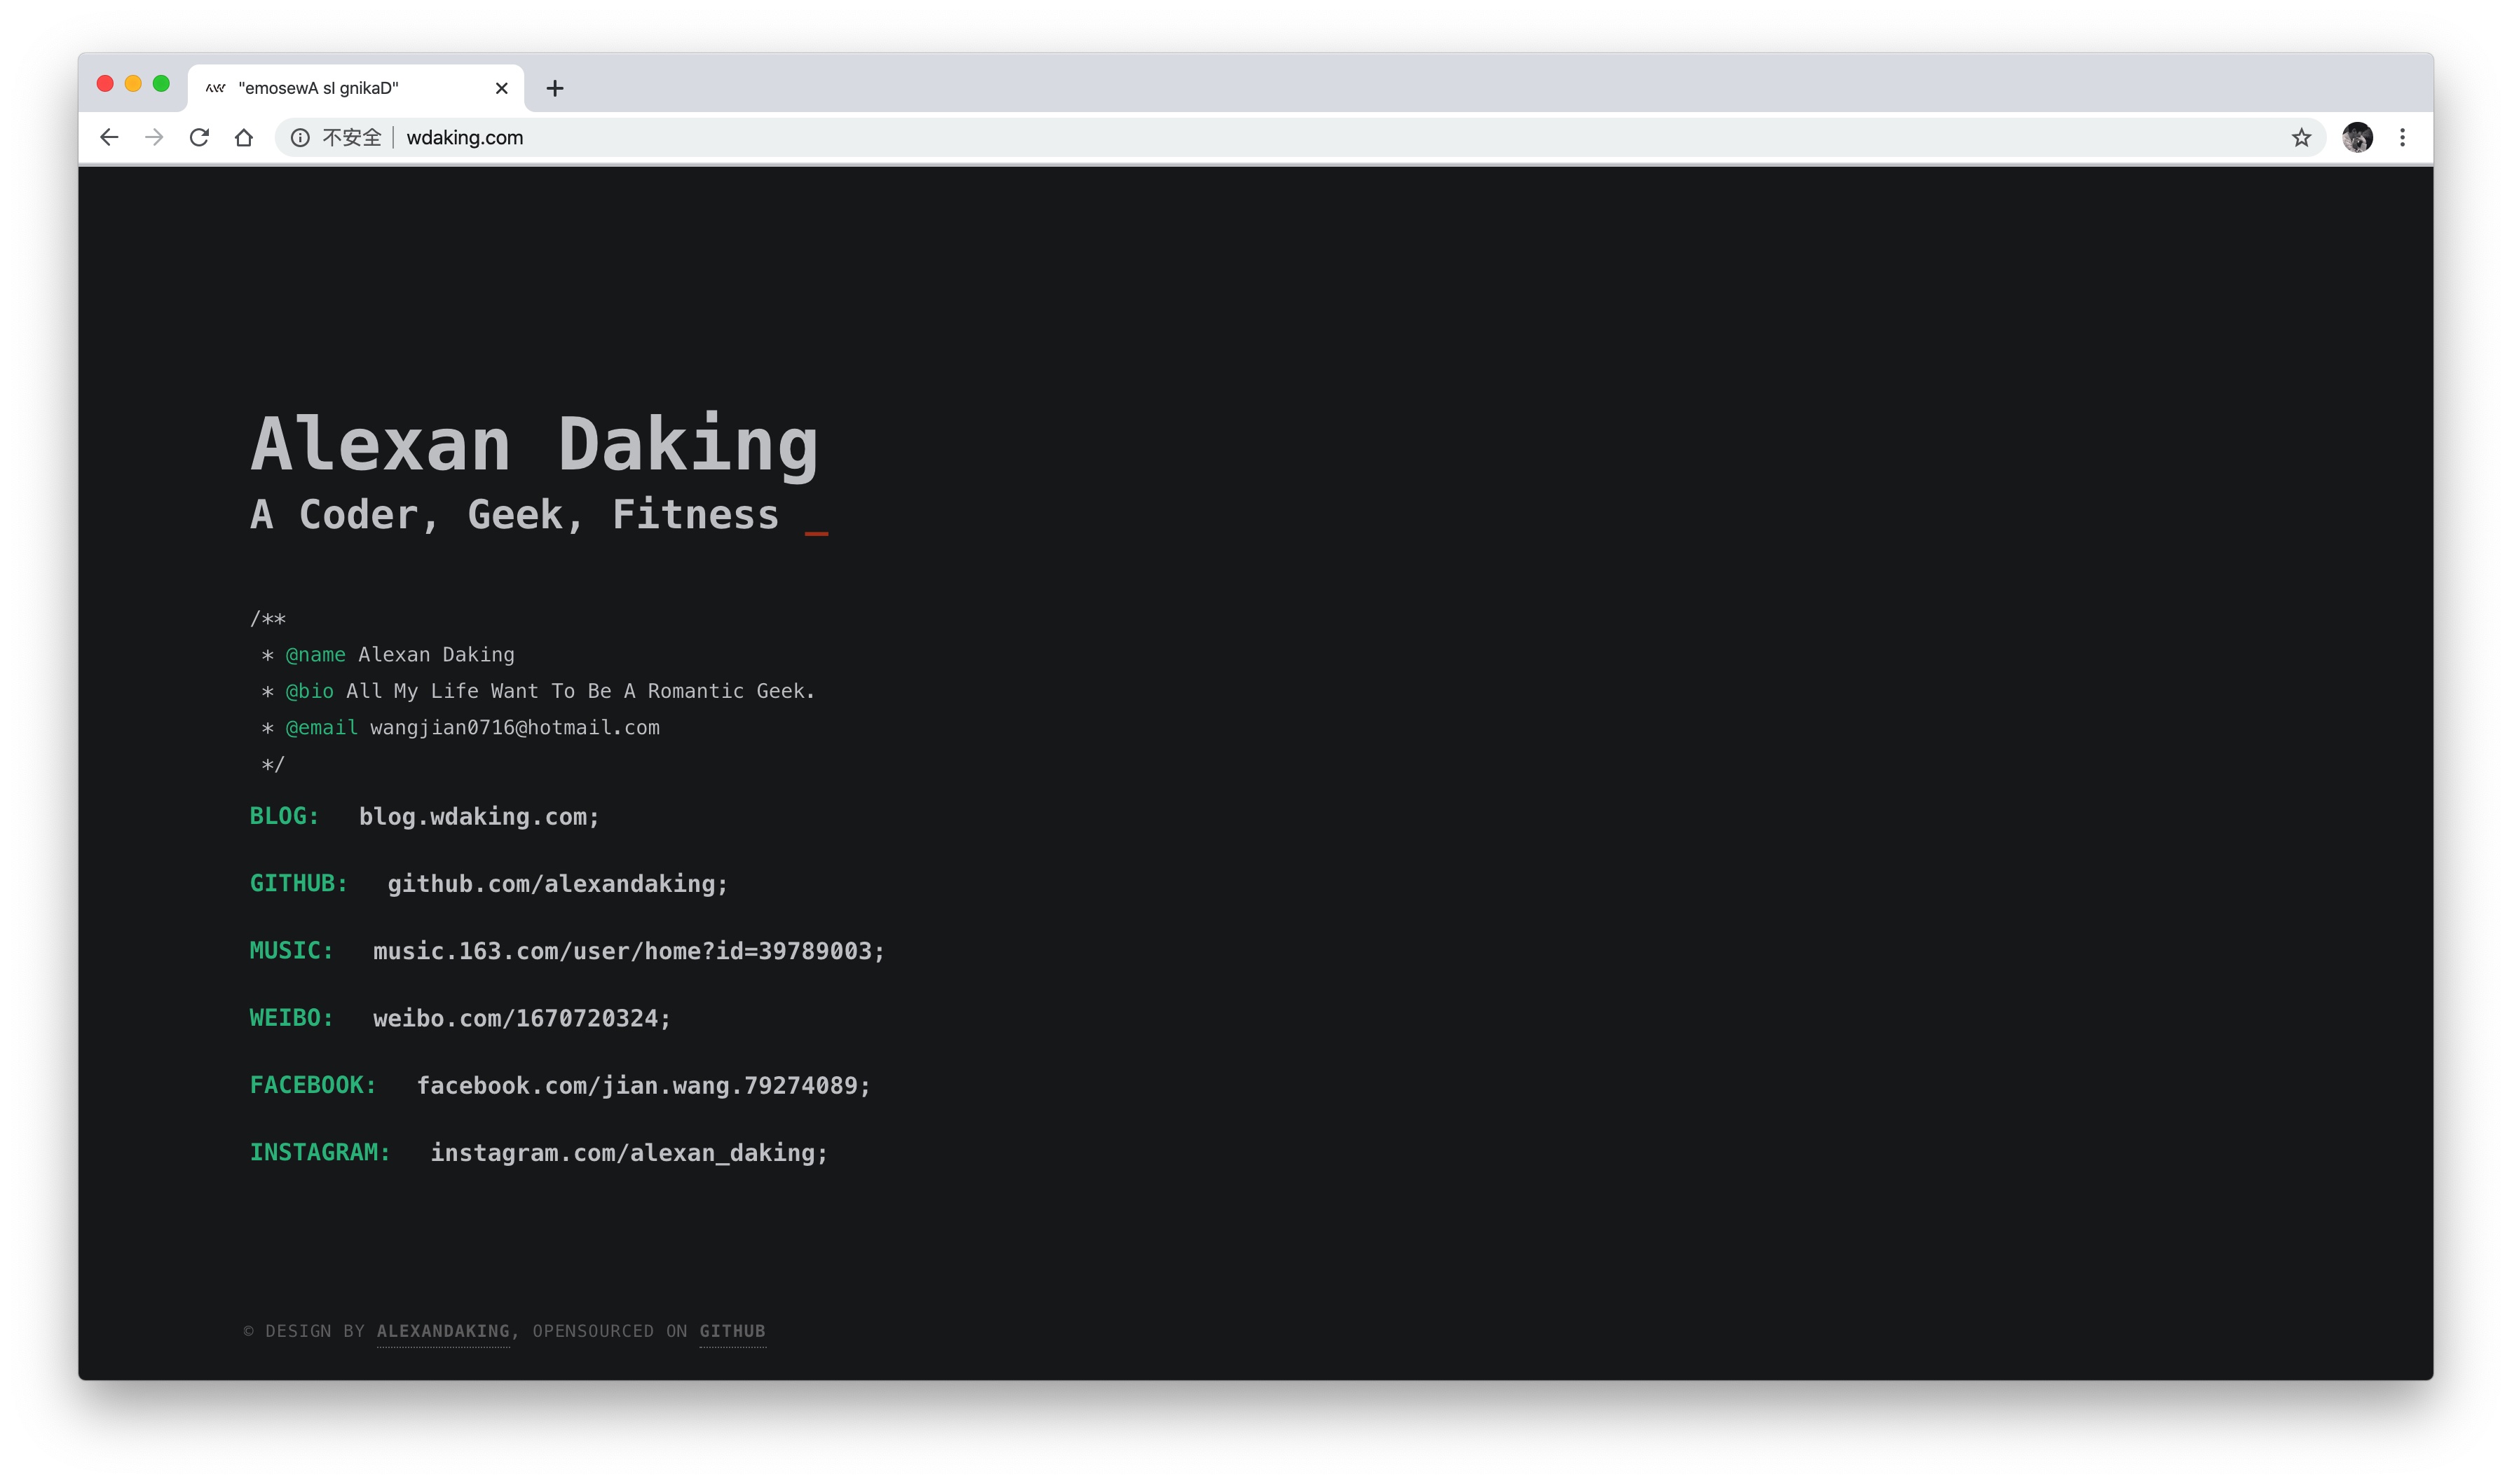 "emosewA sI gnikaD"
不安全 wdaking.com
Alexan Daking
A Coder, Geek, Fitness _
/**
* @name Alexan Daking
* @bio All My Life Want To Be A Romantic Geek.
* @email wangjian0716@hotmail.com
*/
BLOG: blog.wdaking.com;
GITHUB: github.com/alexandaking;
MUSIC: music.163.com/user/home?id=39789003;
WEIBO: weibo.com/1670720324;
FACEBOOK: facebook.com/jian.wang.79274089;
INSTAGRAM: instagram.com/alexan_daking;
© DESIGN BY ALEXANDAKING, OPENSOURCED ON GITHUB